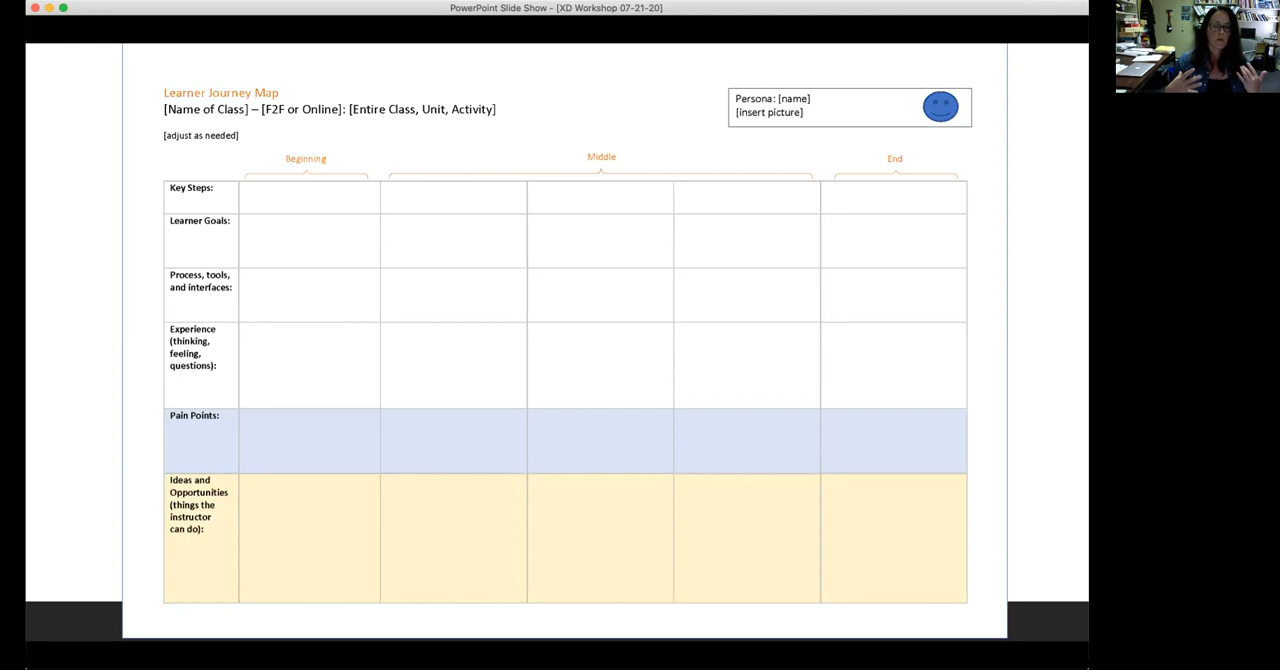 PowerPoint Slide Show - [XD Workshop 07-21-20]
Learner Journey Map
[Name of Class] – [F2F or Online]: [Entire Class, Unit, Activity]
[adjust as needed]
Persona: [name]
[insert picture]
Beginning
Middle
End
Key Steps:
Learner Goals:
Process, tools,
and interfaces:
Experience
(thinking,
feeling,
questions):
Pain Points:
Ideas and
Opportunities
(things the
instructor
can do):